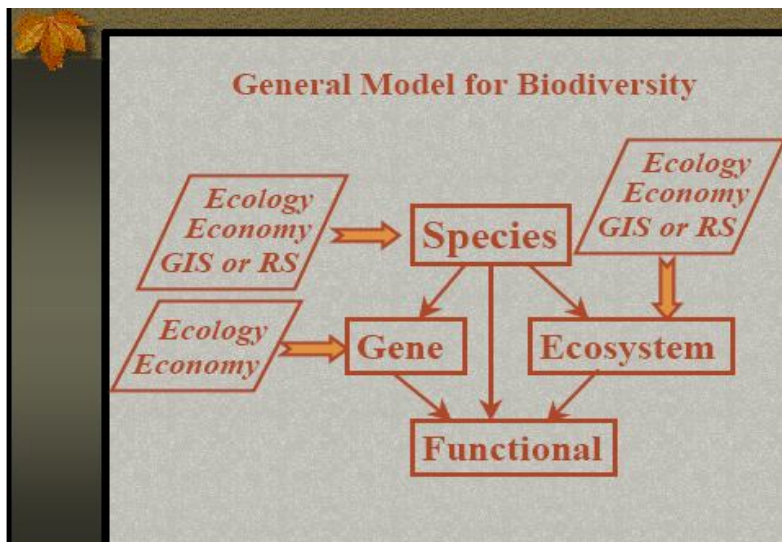 General Model for Biodiversity
Ecology
Economy
GIS or RS
Ecology
Economy
GIS or RS
Species
Ecology
Economy
Gene
Ecosystem
Functional